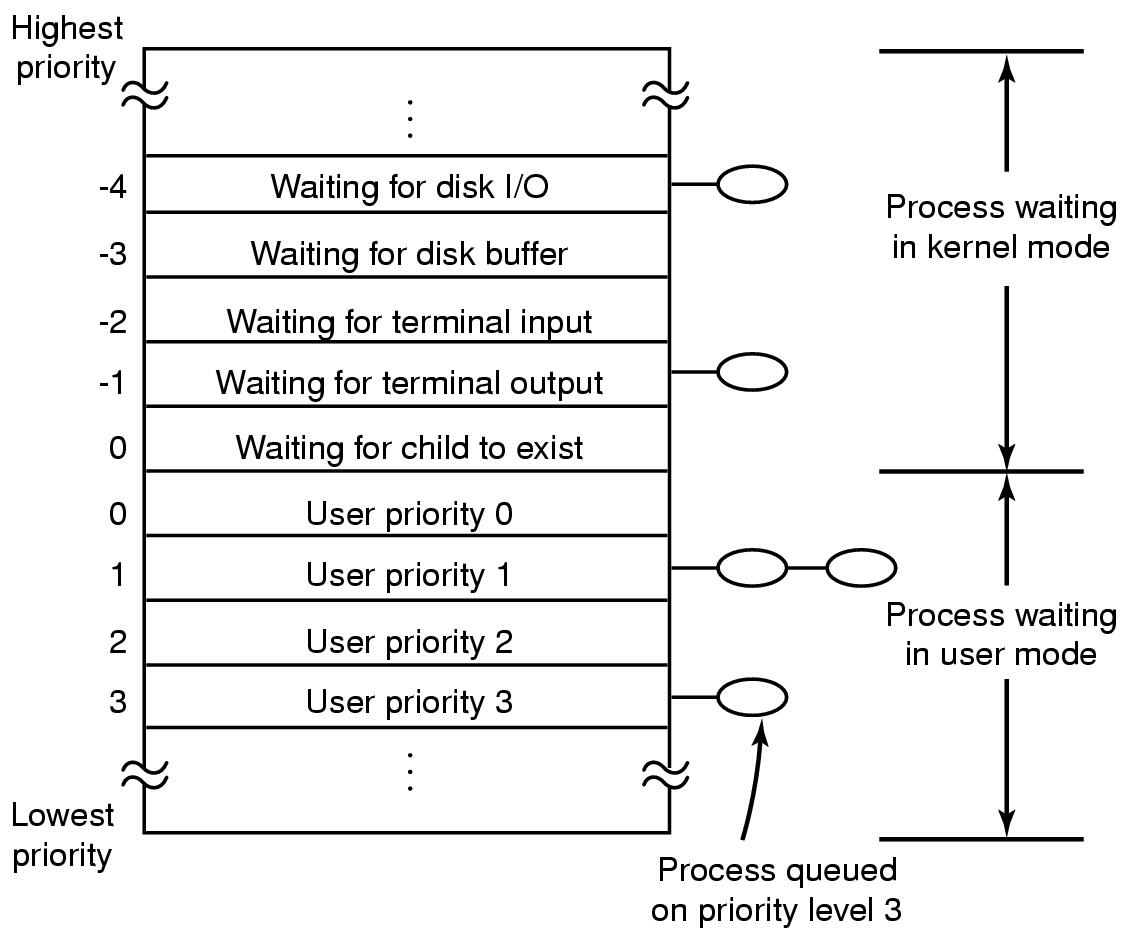 Highest
priority
⋮
-4 Waiting for disk I/O
-3 Waiting for disk buffer
-2 Waiting for terminal input
-1 Waiting for terminal output
0 Waiting for child to exist
0 User priority 0
1 User priority 1
2 User priority 2
3 User priority 3
⋮
Lowest
priority
Process waiting
in kernel mode
Process waiting
in user mode
Process queued
on priority level 3